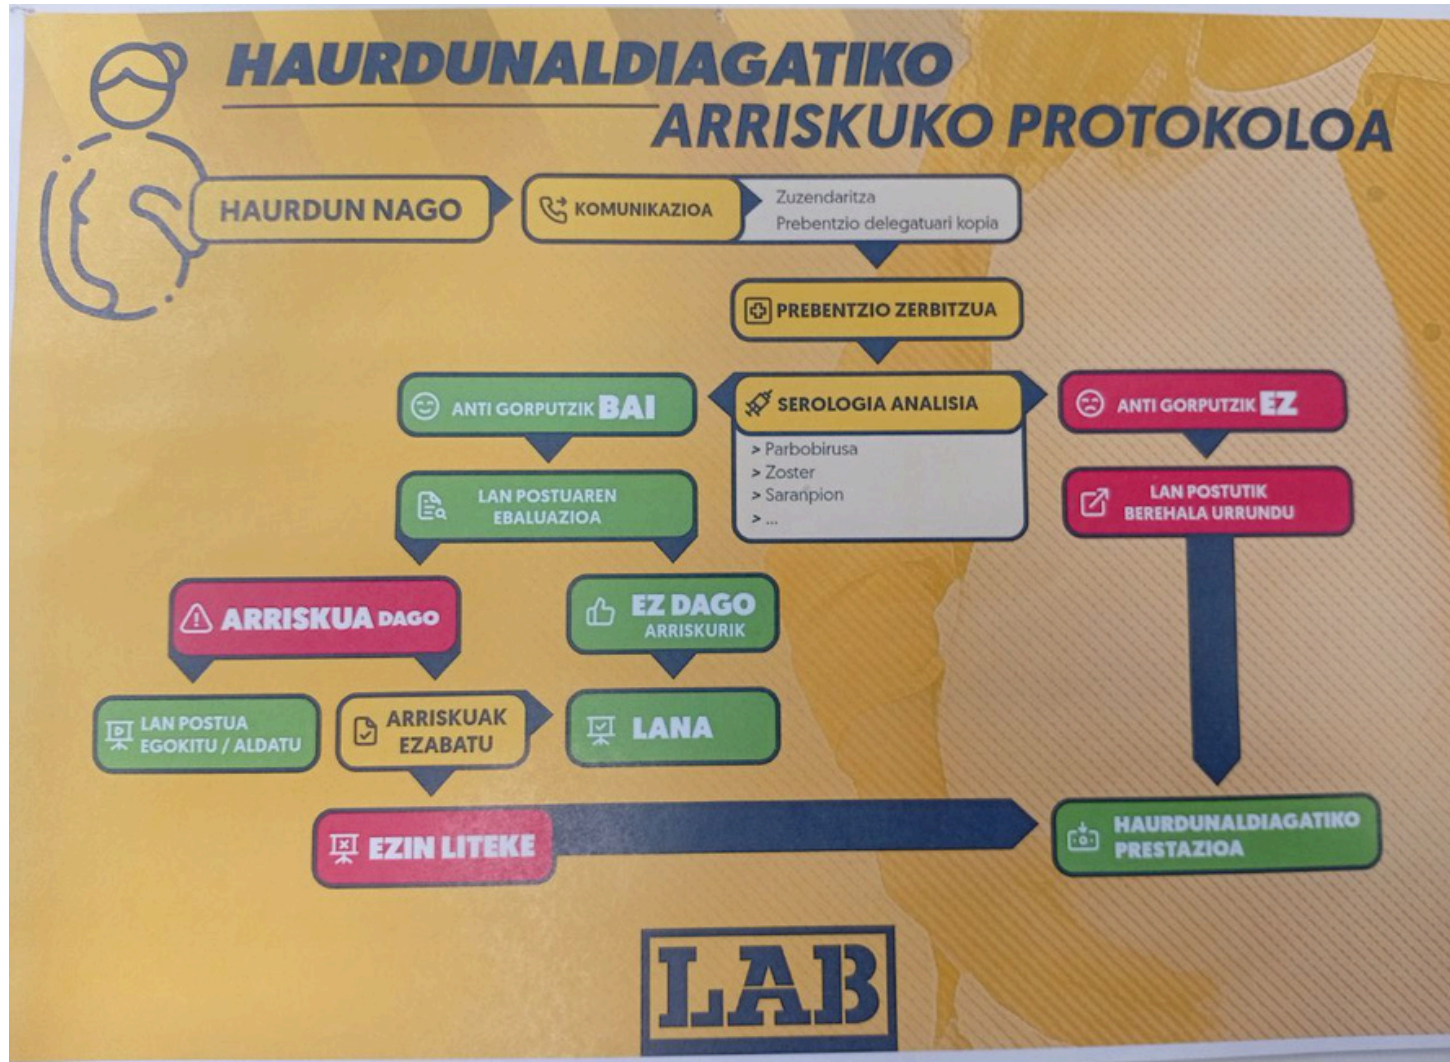 HAURDUNALDIAGATIKO
ARRISKUKO PROTOKOLOA
HAURDUN NAGO
KOMUNIKAZIOA
Zuzendaritza
Prebentzio delegatuari kopia
PREBENTZIO ZERBITZUA
SEROLOGIA ANALISIA
> Parbobirusa
> Zoster
> Saranpion
> ...
ANTI GORPUTZIK BAI
ANTI GORPUTZIK EZ
LAN POSTUAREN
EBALUAZIOA
LAN POSTUTIK
BEREHALA URRUNDU
ARRISKUA DAGO
EZ DAGO
ARRISKURIK
LAN POSTUA
EGOKITU / ALDATU
ARRISKUAK
EZABATU
LANA
EZIN LITEKE
HAURDUNALDIAGATIKO
PRESTAZIOA
LAB